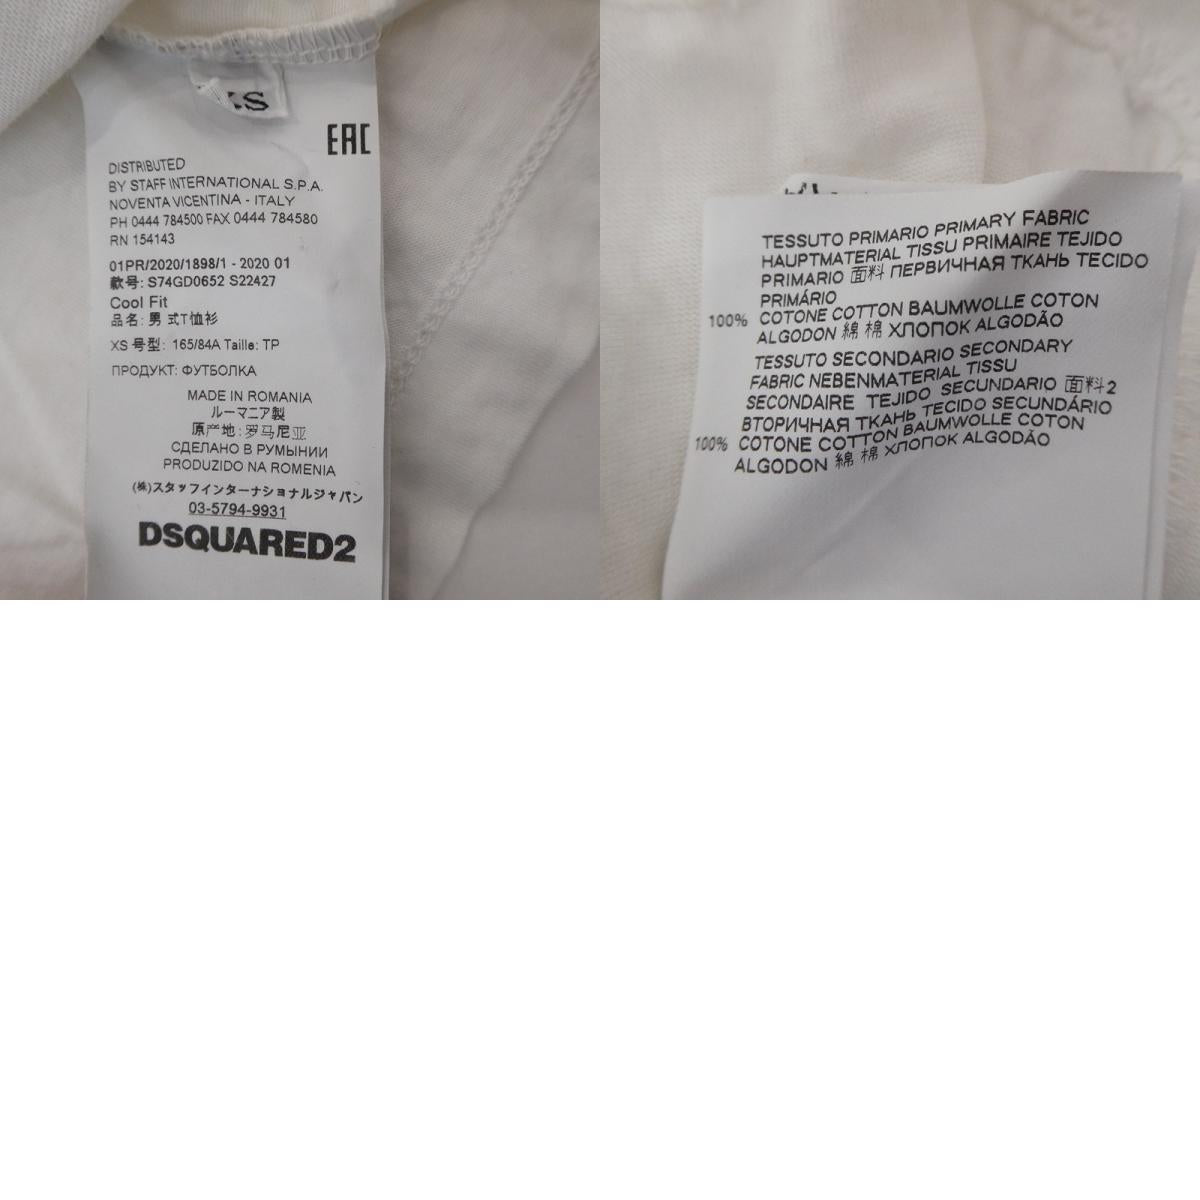 XS
EAC
DISTRIBUTED
BY STAFF INTERNATIONAL S.P.A.
NOVENTA VICENTINA - ITALY
PH 0444 784500 FAX 0444 784580
RN 154143
01PR/2020/1898/1 - 2020 01
款号: S74GD0652 S22427
Cool Fit
品名: 男 式T恤衫
XS 号型: 165/84A Taille: TP
ПРОДУКТ: ФУТБОЛКА
MADE IN ROMANIA
ルーマニア製
原产地: 罗马尼亚
СДЕЛАНО В РУМЫНИИ
PRODUZIDO NA ROMENIA
(株)スタッフインターナショナルジャパン
03-5794-9931
DSQUARED2
TESSUTO PRIMARIO PRIMARY FABRIC
HAUPTMATERIAL TISSU PRIMAIRE TEJIDO
PRIMARIO 面料 ПЕРВИЧНАЯ ТКАНЬ TECIDO
PRIMÁRIO
100% COTONE COTTON BAUMWOLLE COTON
ALGODON 綿 棉 ХЛОПОК ALGODÃO
TESSUTO SECONDARIO SECONDARY
FABRIC NEBENMATERIAL TISSU
SECONDAIRE TEJIDO SECUNDARIO 面料2
ВТОРИЧНАЯ ТКАНЬ TECIDO SECUNDÁRIO
100% COTONE COTTON BAUMWOLLE COTON
ALGODON 綿 棉 ХЛОПОК ALGODÃO